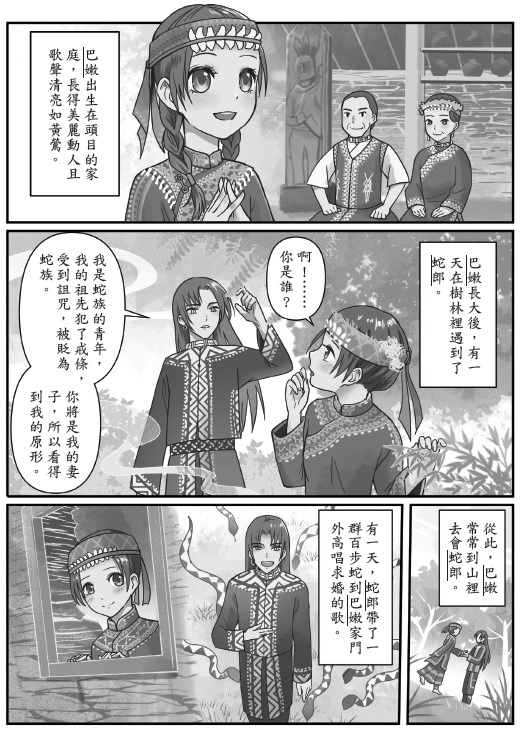 巴嫩出生在頭目的家
庭，長得美麗動人且
歌聲清亮如黃鶯。
巴嫩長大後，有一
天在樹林裡遇到了
蛇郎。
啊！……
你是誰？
我是蛇族的青年，
我的祖先犯了戒條，
受到詛咒，被貶為
蛇族。
你將是我的妻
子，所以看得
到我的原形。
從此，巴嫩
常常到山裡
去會蛇郎。
有一天，蛇郎帶了一
群百步蛇到巴嫩家門
外高唱求婚的歌。